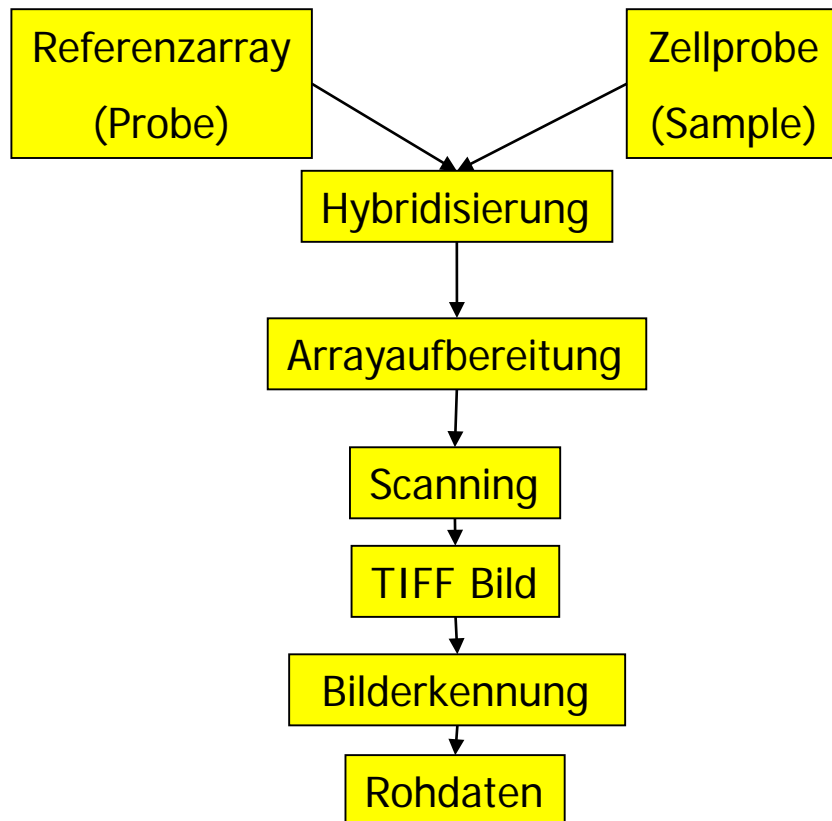 Referenzarray
(Probe)
Zellprobe
(Sample)
Hybridisierung
Arrayaufbereitung
Scanning
TIFF Bild
Bilderkennung
Rohdaten